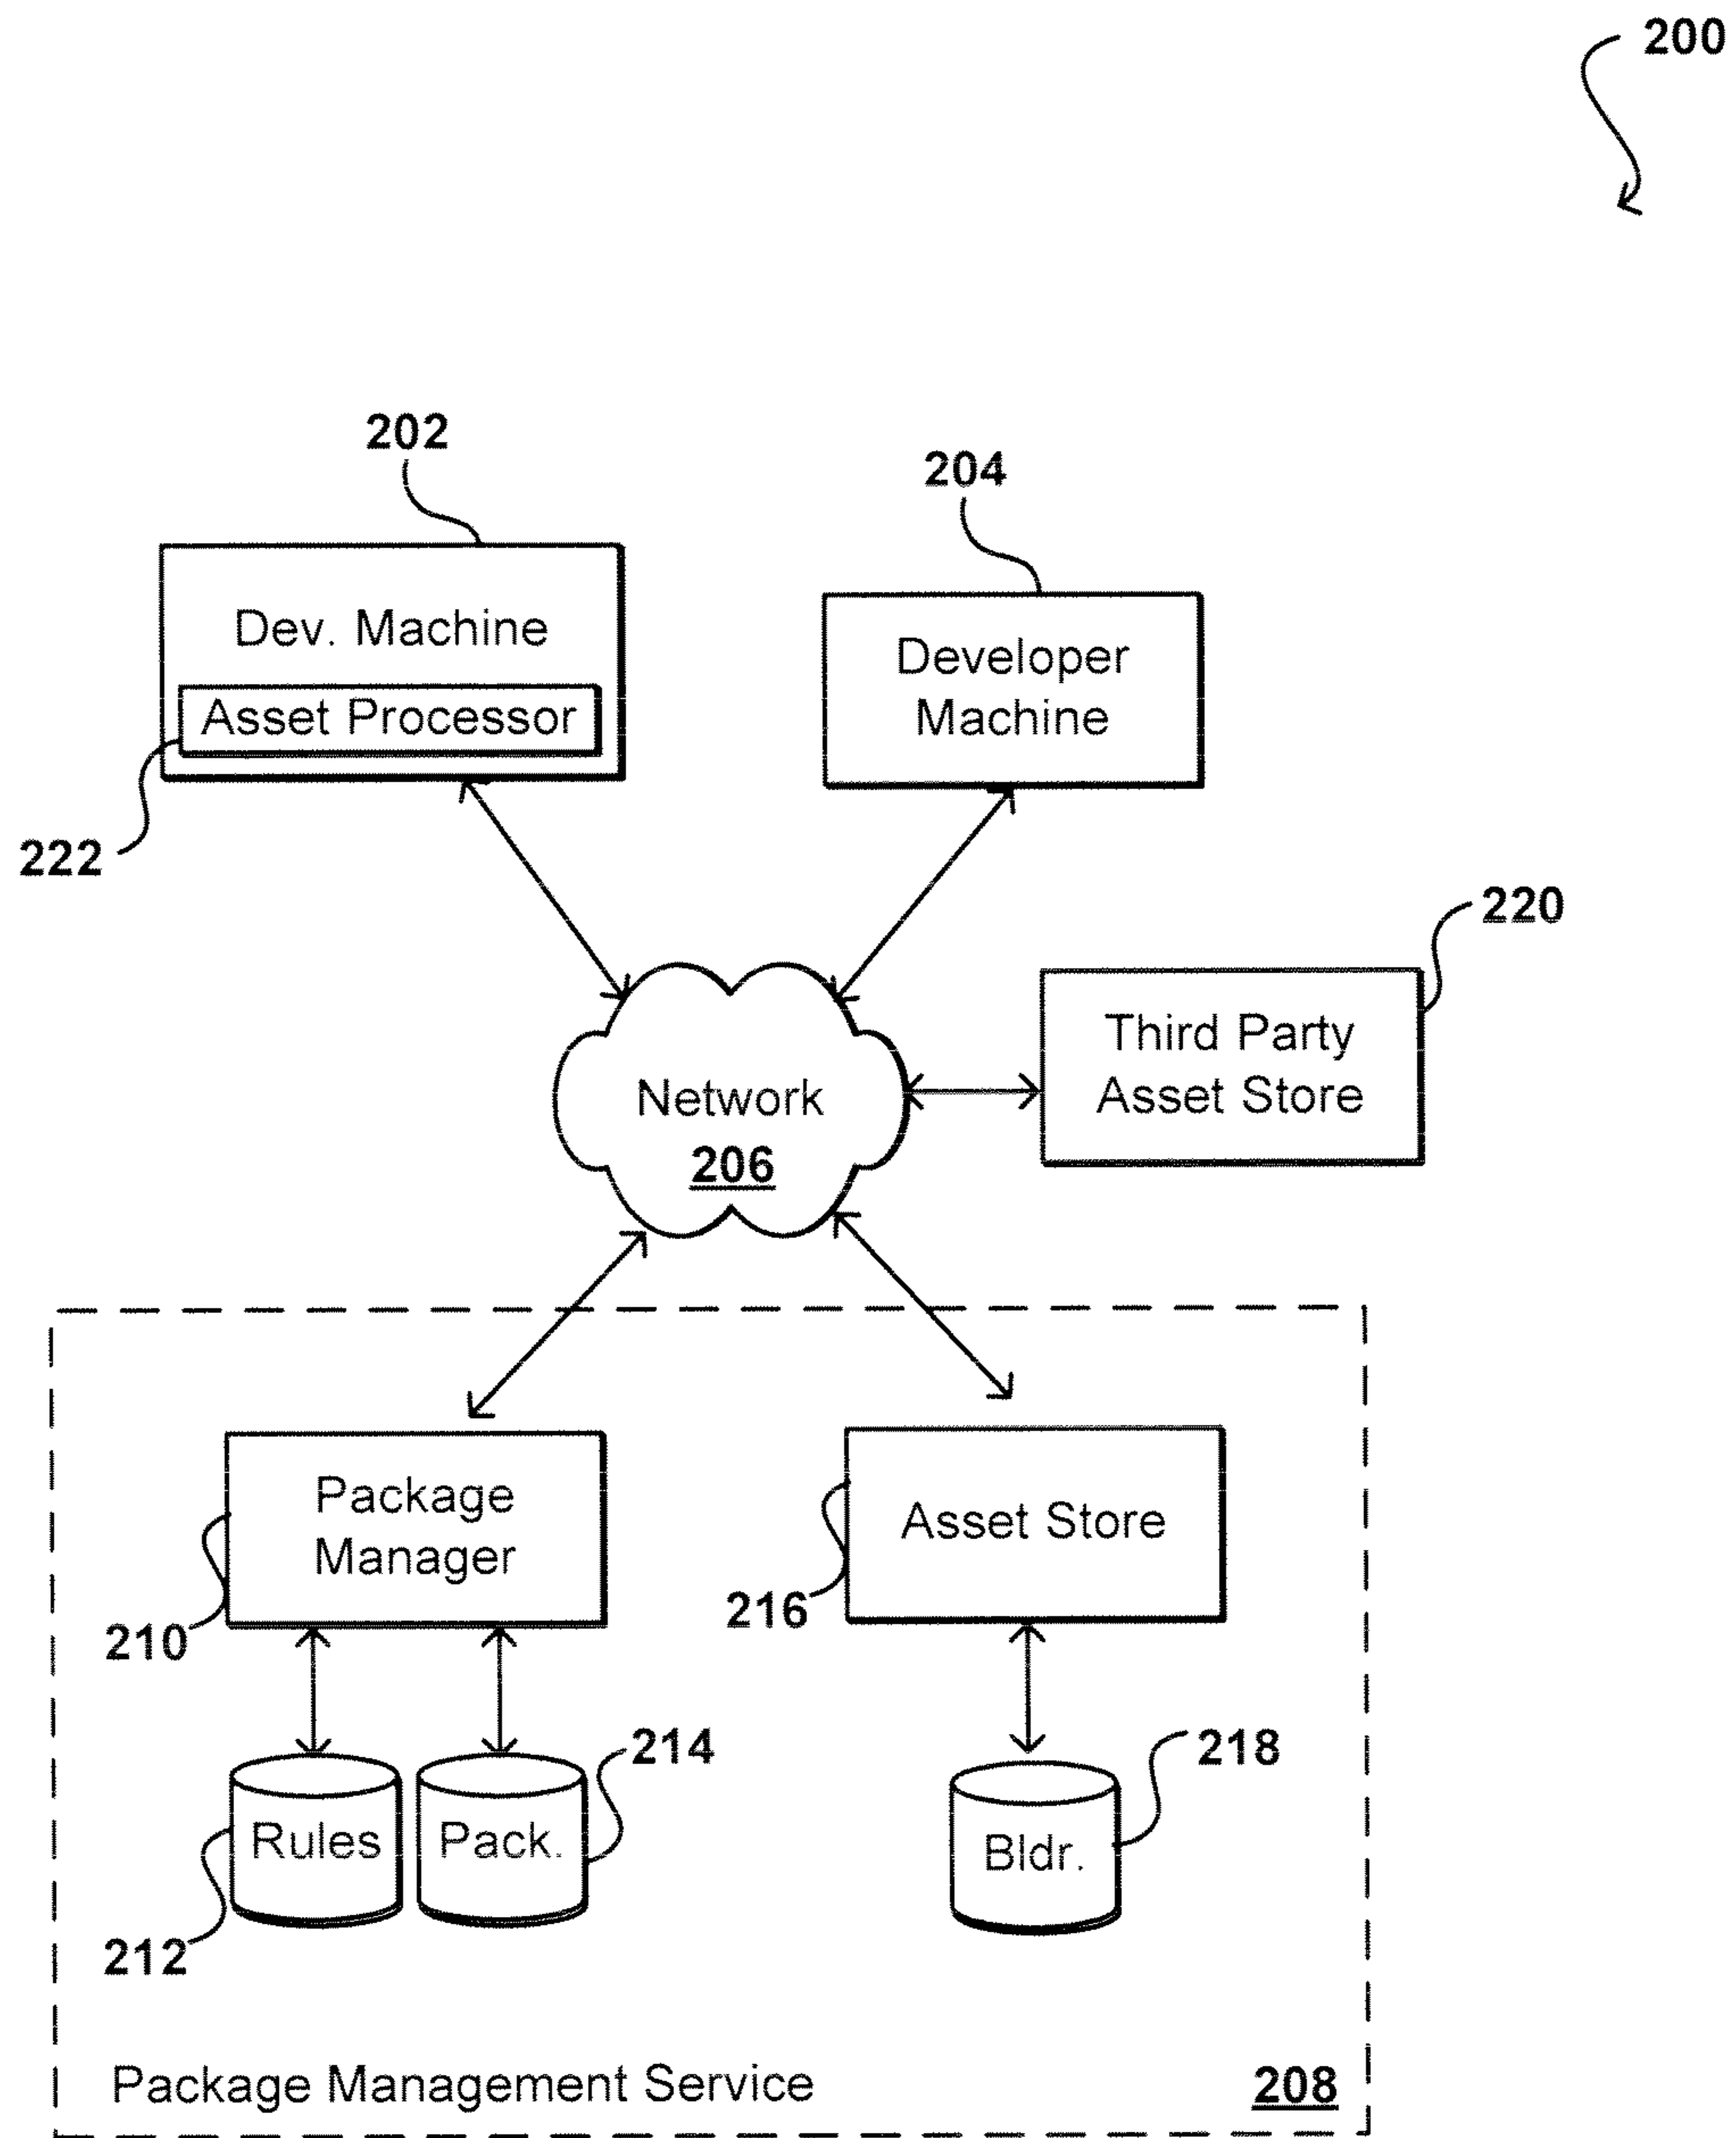 200
202
204
Dev. Machine
Asset Processor
Developer
Machine
222
220
Third Party
Asset Store
Network
206
Package
Manager
Asset Store
210
216
214
218
Rules
Pack.
Bldr.
212
Package Management Service
208